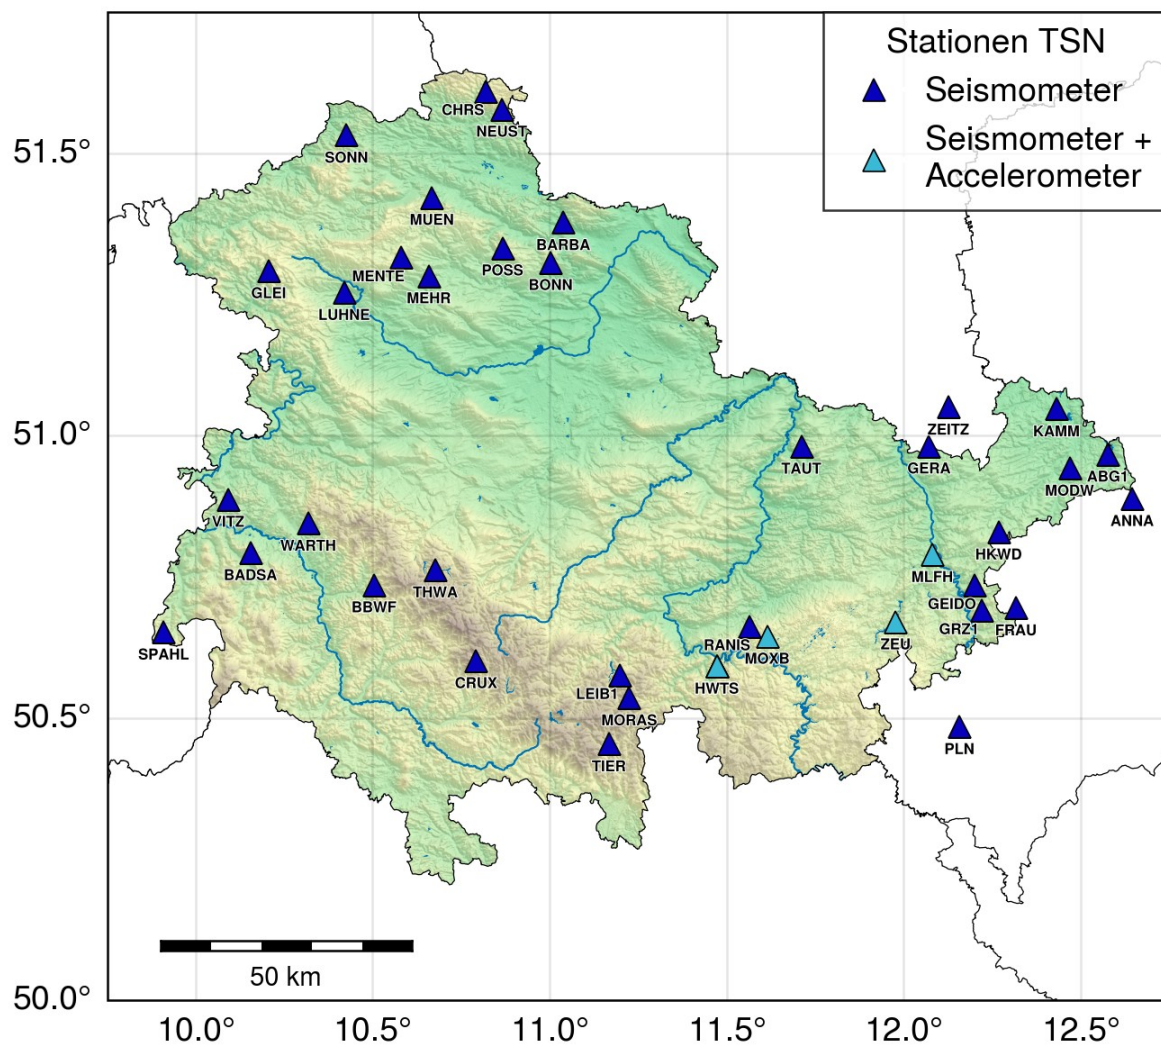 Stationen TSN
Seismometer
Seismometer +
Accelerometer
CHRS
NEUST
51.5°
SONN
MUEN
BARBA
POSS
MENTE
BONN
GLEI
MEHR
LUHNE
ZEITZ
KAMM
51.0°
TAUT
GERA
ABG1
MODW
VITZ
ANNA
WARTH
HKWD
BADSA
MLFH
THWA
BBWF
GEIDO
GRZ1
FRAU
RANIS
ZEU
SPAHL
MOXB
CRUX
HWTS
LEIB1
MORAS
50.5°
PLN
TIER
50 km
50.0°
10.0°
10.5°
11.0°
11.5°
12.0°
12.5°